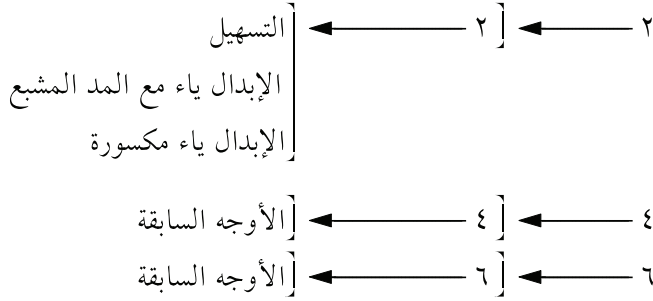 ٢ ٢ التسهيل
الإبدال ياء مع المد المشبع
الإبدال ياء مكسورة
٤ ٤ الأوجه السابقة
٦ ٦ الأوجه السابقة